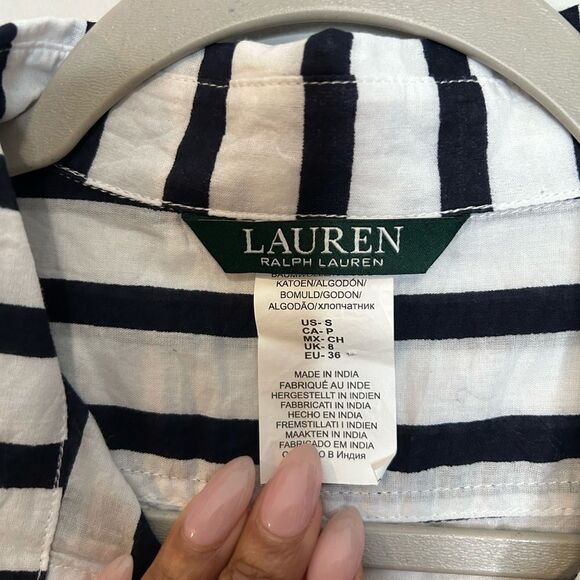 LAUREN
RALPH LAUREN
KATOEN/ALGODÓN/
BOMULD/GODON/
ALGODÃO/хлопчатник
US- S
CA- P
MX- CH
UK- 8
EU- 36
MADE IN INDIA
FABRIQUÉ AU INDE
HERGESTELLT IN INDIEN
FABBRICATI IN INDIA
HECHO EN INDIA
FREMSTILLATI I INDIEN
MAAKTEN IN INDIA
FABRICADO EM INDIA
О В Индия